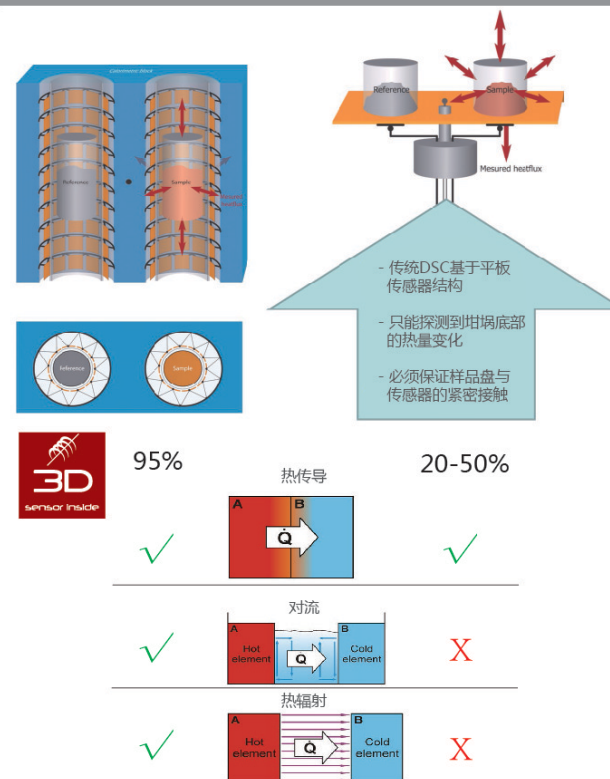 Calorimetric block
Reference
Sample
Mesured
heatflux
Reference
Sample
Mesured heatflux
- 传统DSC基于平板
传感器结构
- 只能探测到坩埚底部
的热量变化
- 必须保证样品盘与
传感器的紧密接触
Reference
Sample
3D
sensor inside
95%
20-50%
热传导
A
B
Q
√
√
对流
A
B
Hot
element
Q
Cold
element
√
X
热辐射
A
B
Hot
element
Q
Cold
element
√
X